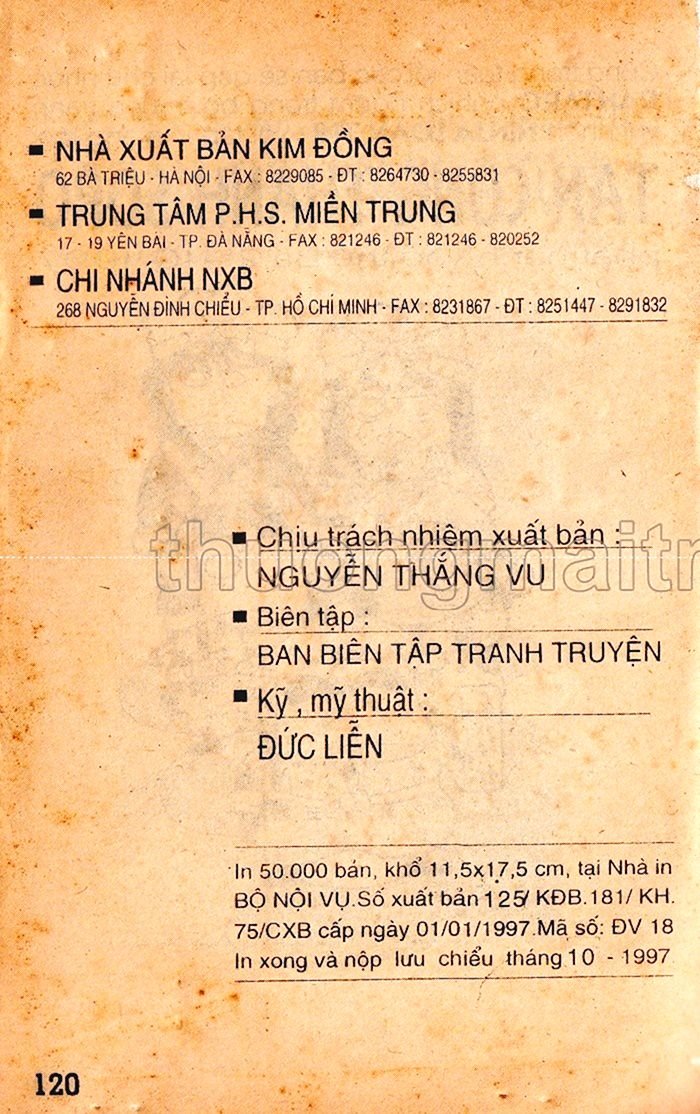 ▪ NHÀ XUẤT BẢN KIM ĐỒNG
62 BÀ TRIỆU - HÀ NỘI - FAX : 8229085 - ĐT : 8264730 - 8255831
▪ TRUNG TÂM P.H.S. MIỀN TRUNG
17 - 19 YÊN BÁI - TP. ĐÀ NẴNG - FAX : 821246 - ĐT : 821246 - 820252
▪ CHI NHÁNH NXB
268 NGUYỄN ĐÌNH CHIỂU - TP. HỒ CHÍ MINH - FAX : 8231867 - ĐT : 8251447 - 8291832
▪ Chịu trách nhiệm xuất bản :
thuongmaitr
NGUYỄN THẮNG VU
▪ Biên tập :
BAN BIÊN TẬP TRANH TRUYỆN
▪ Kỹ , mỹ thuật :
ĐỨC LIỄN
In 50.000 bản, khổ 11,5x17,5 cm, tại Nhà in
BỘ NỘI VỤ.Số xuất bản 125/ KĐB.181/ KH.
75/CXB cấp ngày 01/01/1997.Mã số: ĐV 18
In xong và nộp lưu chiểu tháng 10 - 1997
120